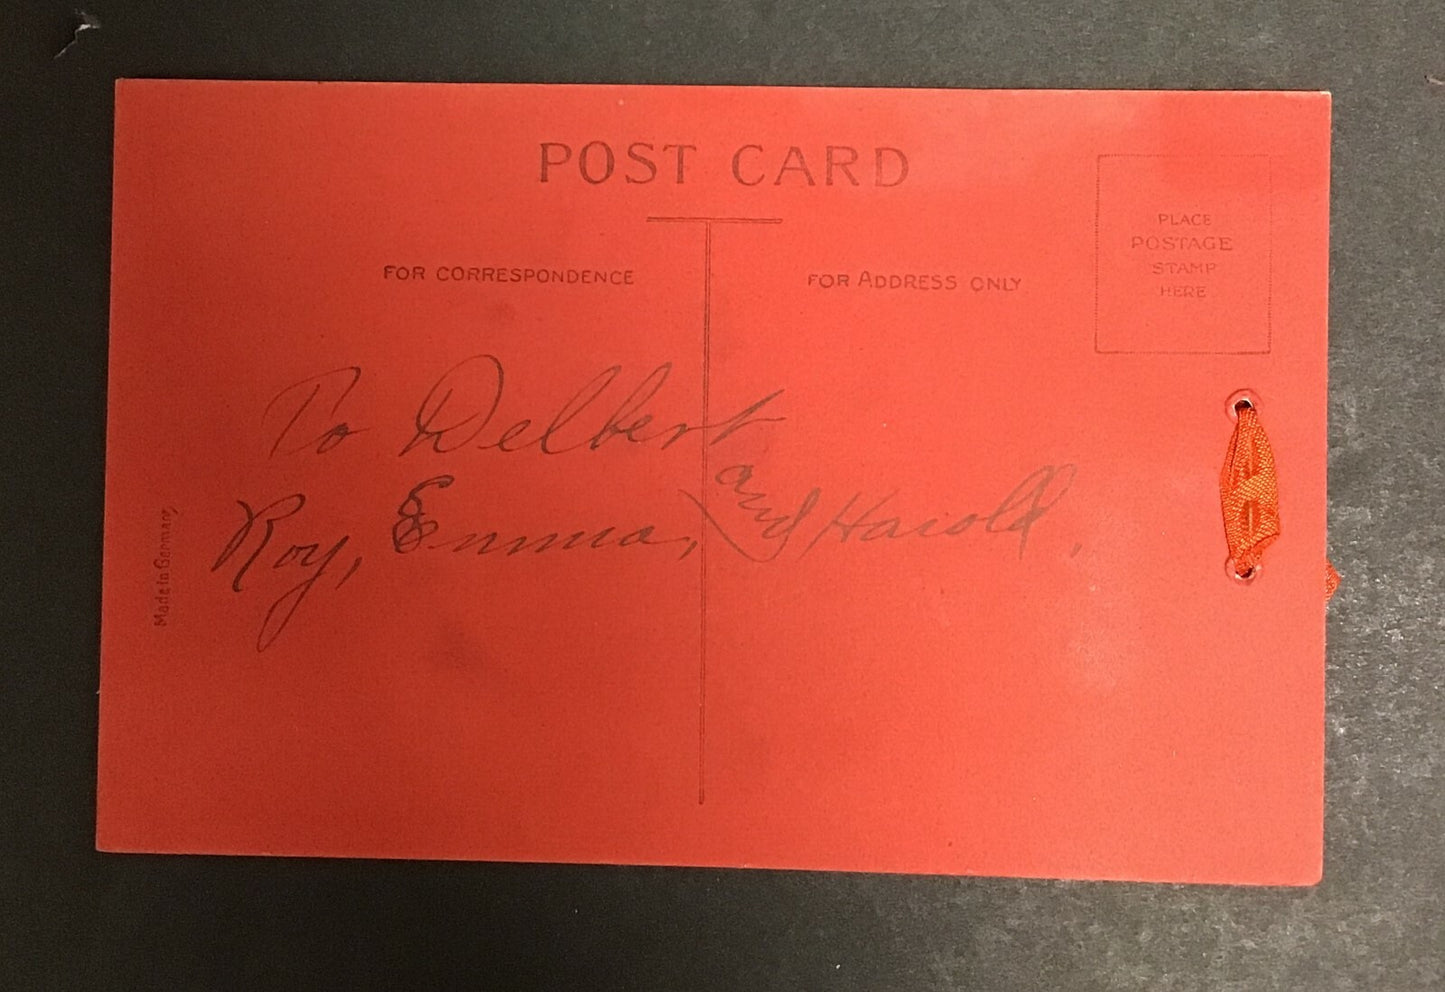 POST CARD
FOR CORRESPONDENCE
FOR ADDRESS ONLY
PLACE
POSTAGE
STAMP
HERE
To Delbert
Roy, Emma, and Harold.
Made in Germany